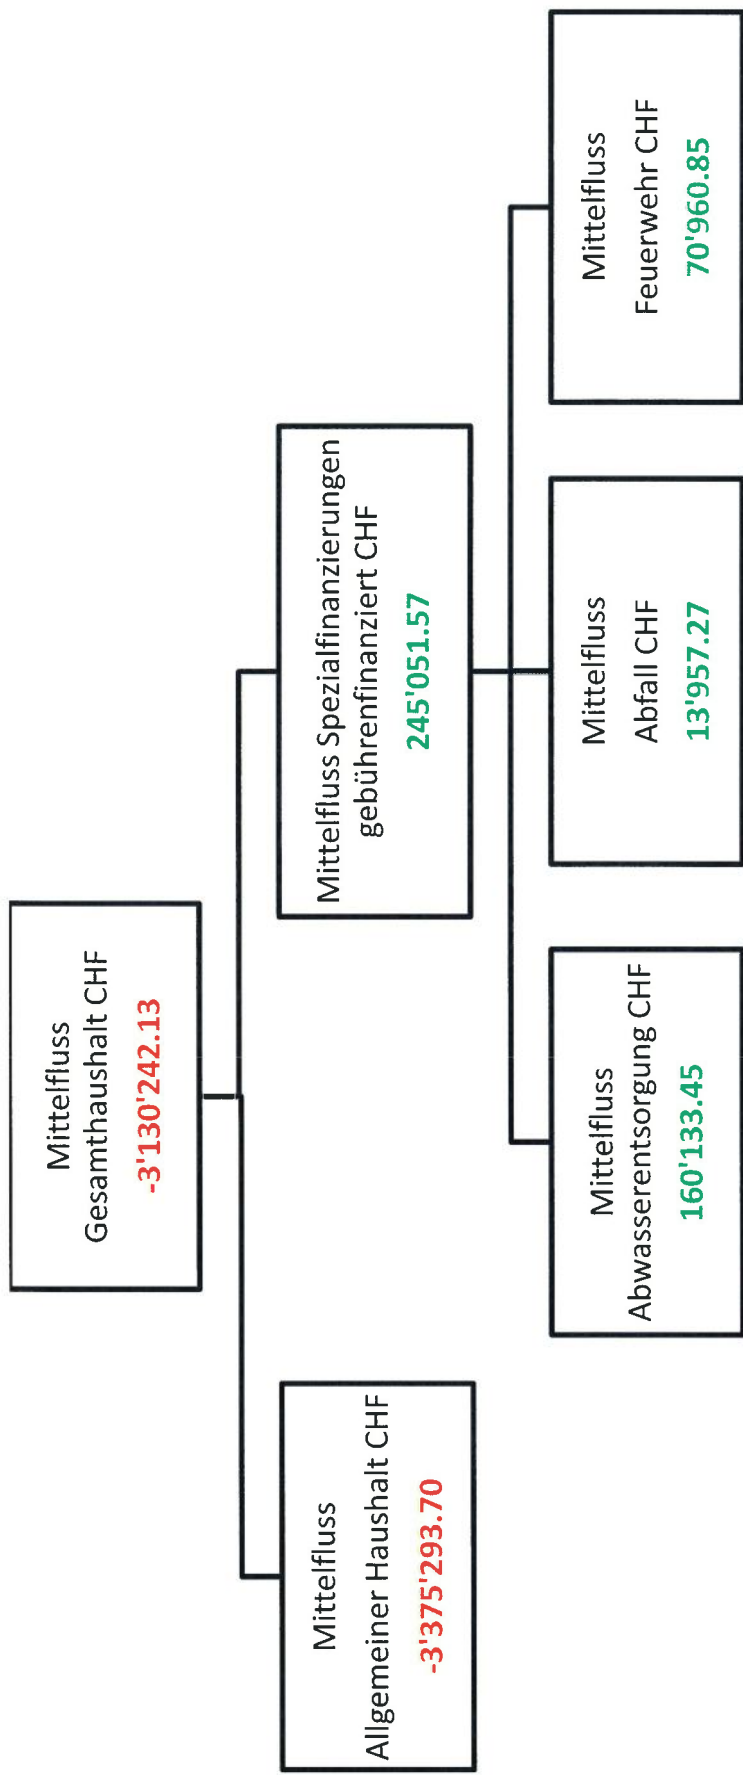 Mittelfluss
Gesamthaushalt CHF
-3'130'242.13
Mittelfluss
Allgemeiner Haushalt CHF
-3'375'293.70
Mittelfluss Spezialfinanzierungen
gebührenfinanziert CHF
245'051.57
Mittelfluss
Abwasserentsorgung CHF
160'133.45
Mittelfluss
Abfall CHF
13'957.27
Mittelfluss
Feuerwehr CHF
70'960.85